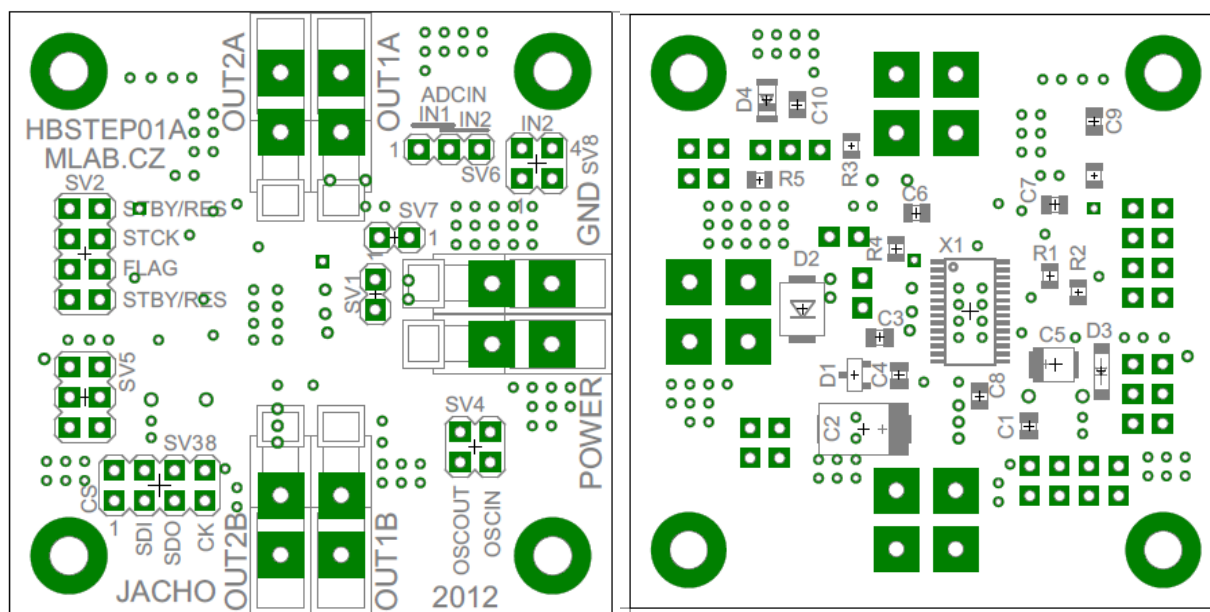 OUT2A
OUT1A
ADCIN
IN1
IN2
HBSTEP01A
MLAB.CZ
1
SV6
IN2
4
SV8
1
GND
SV2
STBY/RES
STCK
FLAG
STBY/RES
SV7
1
1
SV1
SV5
SV4
POWER
SV38
CS
1
SDI
SDO
CK
OUT2B
OUT1B
OSCOUT
OSCIN
JACHO
2012
D4
C10
C9
R3
R5
C6
C7
R4
X1
R1
R2
D2
C3
C5
D3
D1
C4
C8
C2
C1